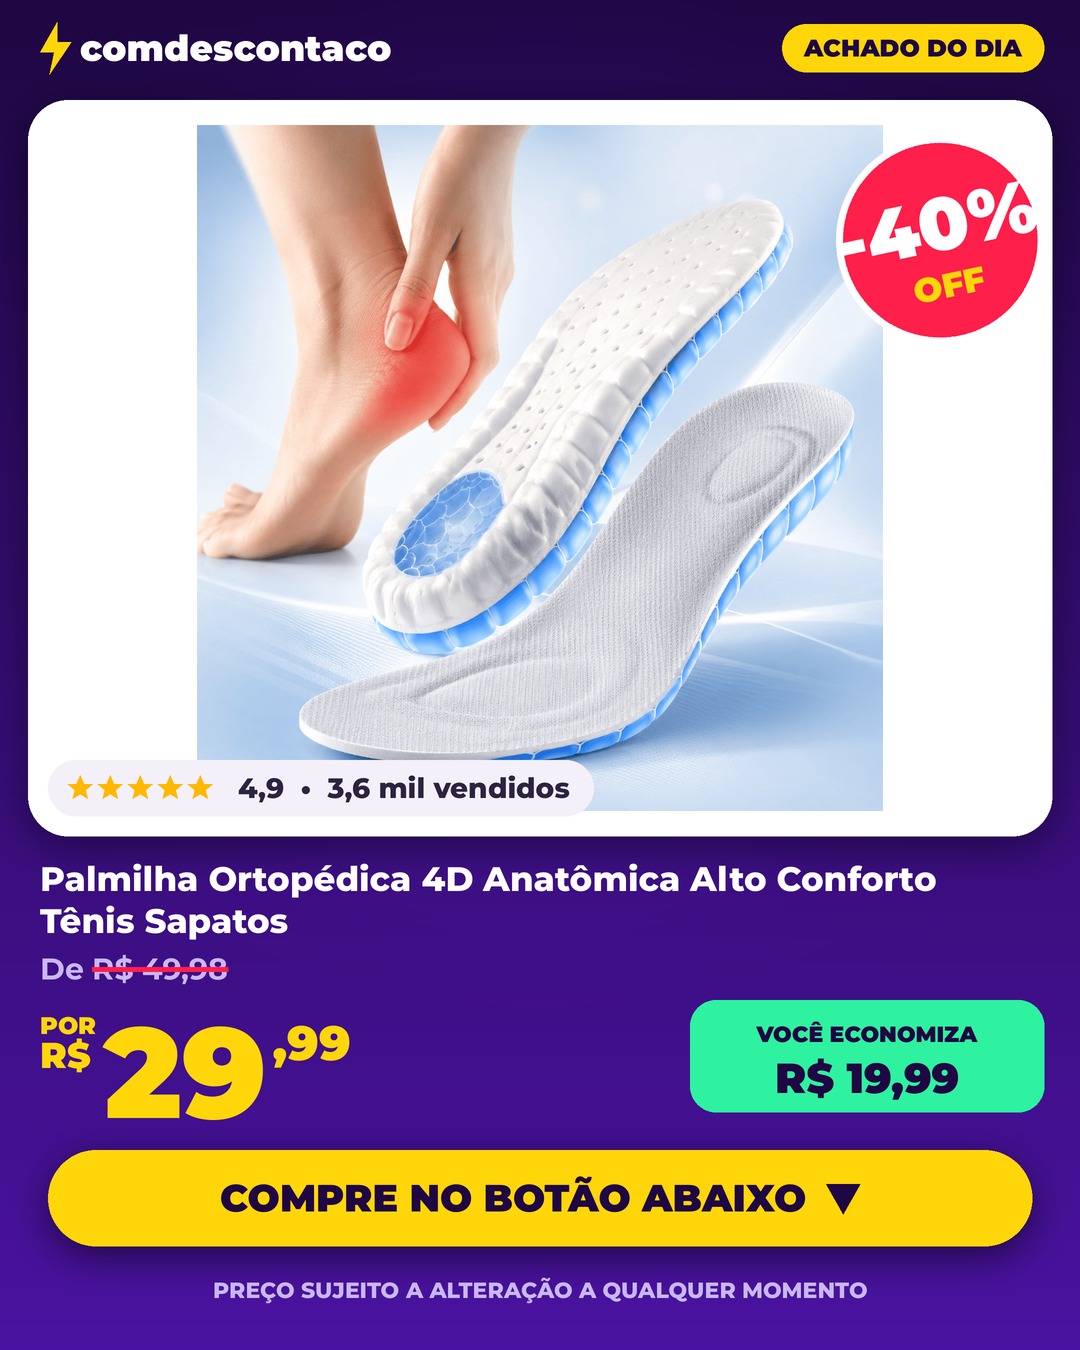 comdescontaco
ACHADO DO DIA
-40%
OFF
4,9 • 3,6 mil vendidos
Palmilha Ortopédica 4D Anatômica Alto Conforto
Tênis Sapatos
De R$ 49,98
POR
R$ 29,99
VOCÊ ECONOMIZA
R$ 19,99
COMPRE NO BOTÃO ABAIXO ▼
PREÇO SUJEITO A ALTERAÇÃO A QUALQUER MOMENTO